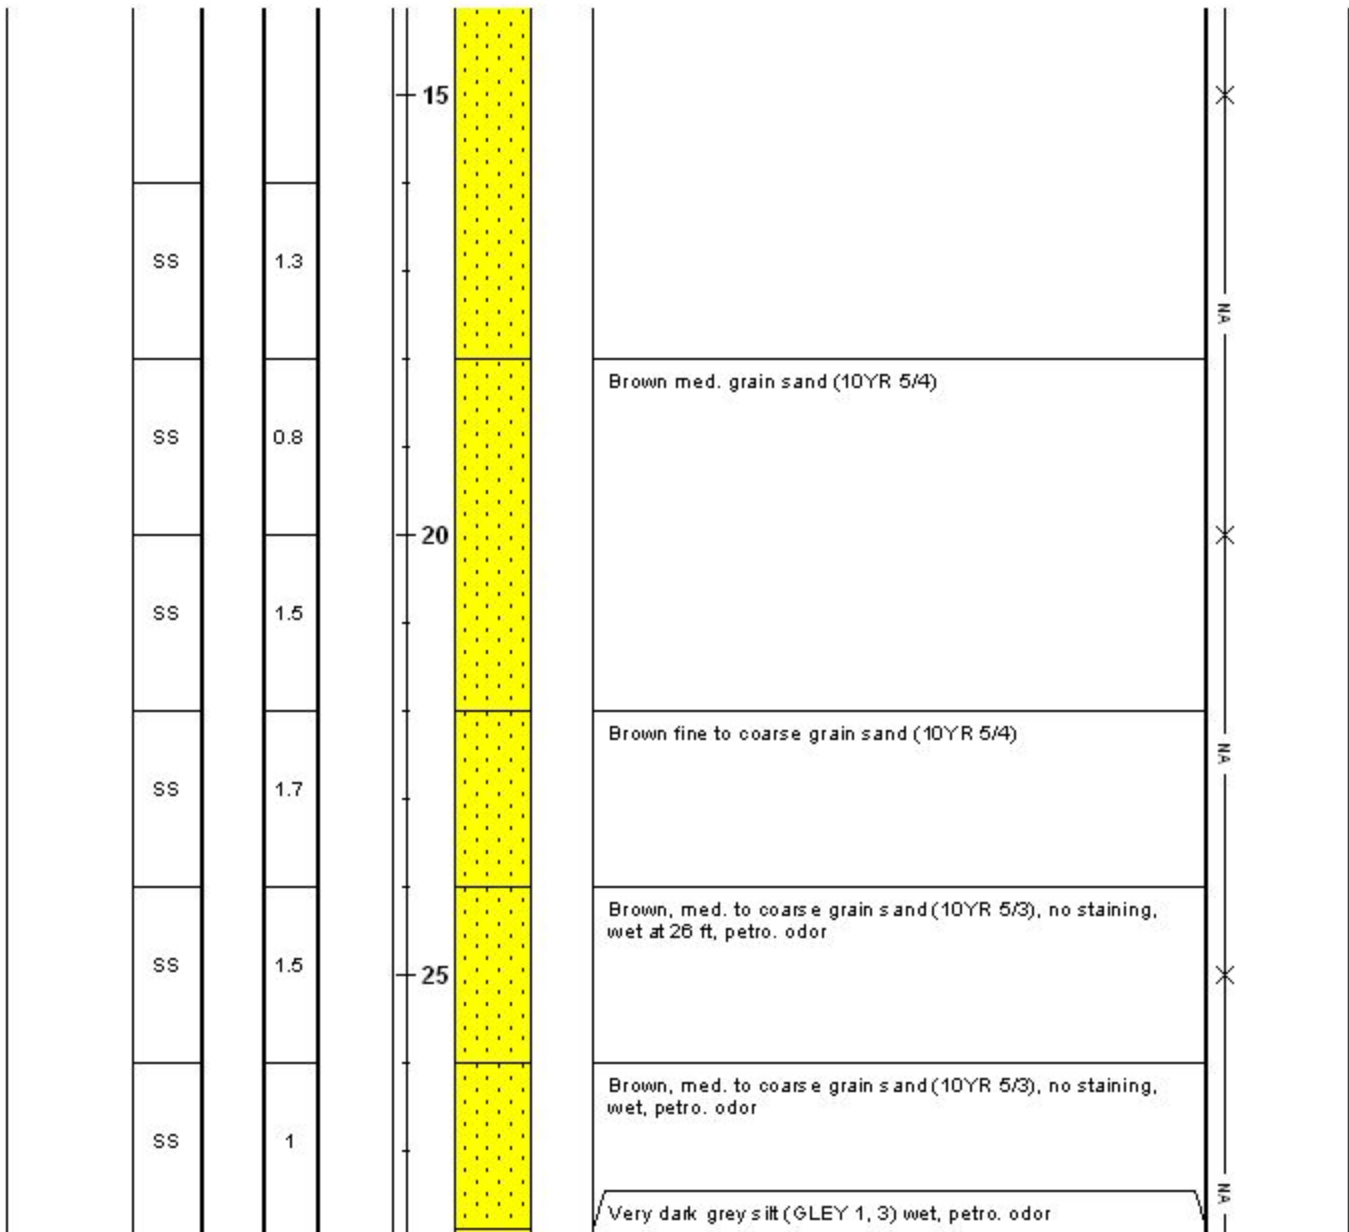 15
SS 1.3
NA
Brown med. grain sand (10YR 5/4)
SS 0.8
20
SS 1.5
Brown fine to coarse grain sand (10YR 5/4)
NA
SS 1.7
Brown, med. to coarse grain sand (10YR 5/3), no staining,
wet at 26 ft, petro. odor
SS 1.5
25
Brown, med. to coarse grain sand (10YR 5/3), no staining,
wet, petro. odor
SS 1
NA
Very dark grey silt (GLEY 1, 3) wet, petro. odor